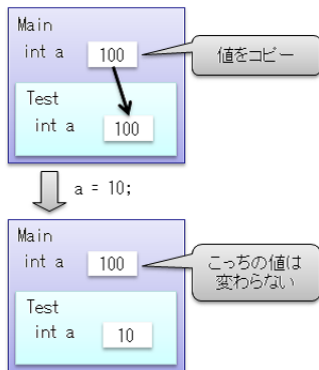 Main
int a 100
値をコピー
Test
int a 100
a = 10;
Main
int a 100
こっちの値は
変わらない
Test
int a 10